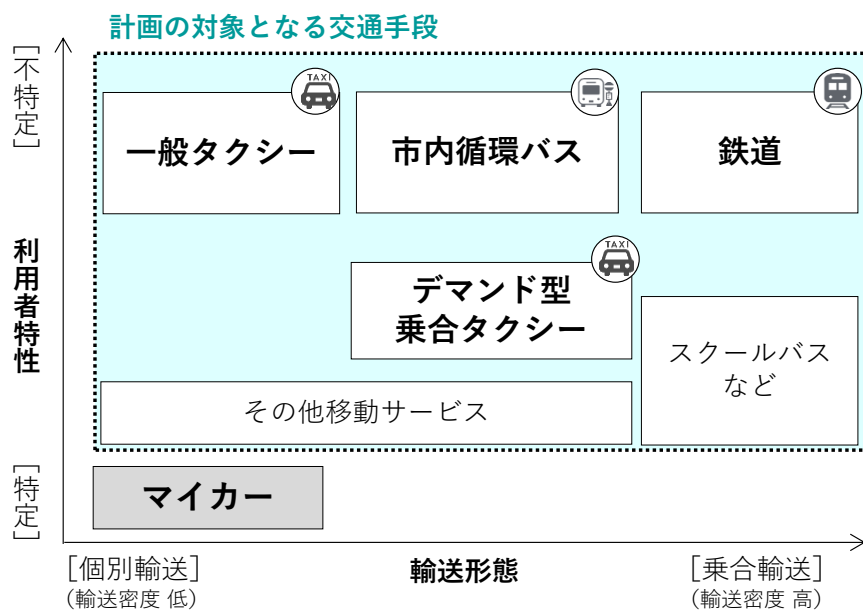 計画の対象となる交通手段
［不特定］
TAXI
一般タクシー
市内循環バス
鉄道
利用者特性
TAXI
デマンド型
乗合タクシー
スクールバス
など
その他移動サービス
［特定］
マイカー
［個別輸送］
（輸送密度 低）
輸送形態
［乗合輸送］
（輸送密度 高）